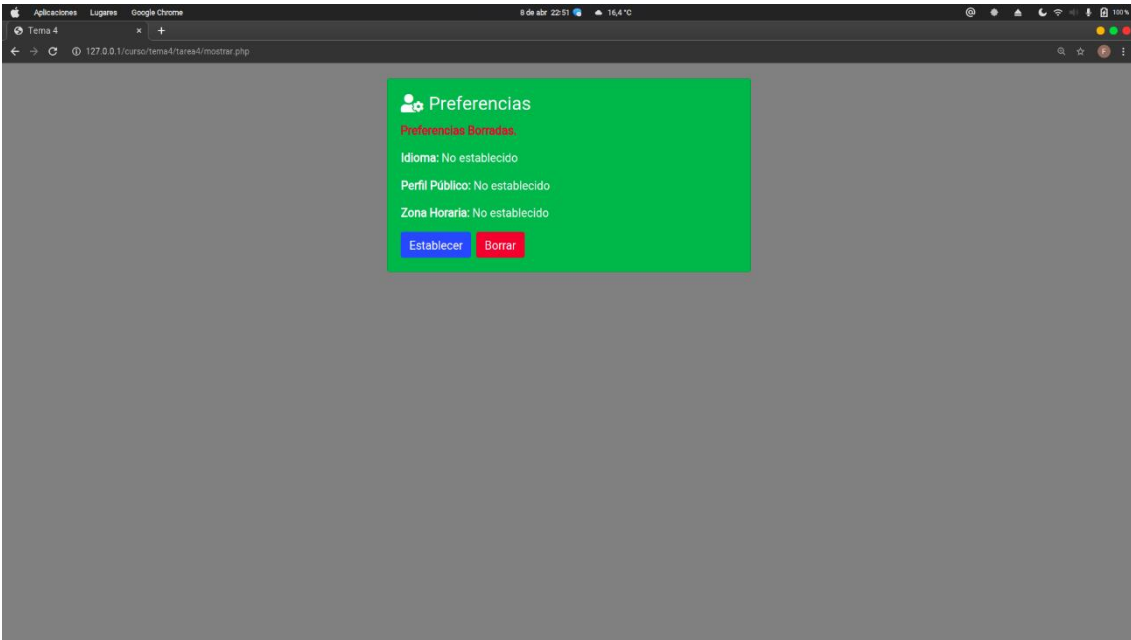 Aplicaciones Lugares Google Chrome 8 de abr 22:51 16,4°C 100%
Tema 4
127.0.0.1/curso/tema4/tarea4/mostrar.php
Preferencias
Preferencias Borradas.
Idioma: No establecido
Perfil Público: No establecido
Zona Horaria: No establecido
Establecer Borrar